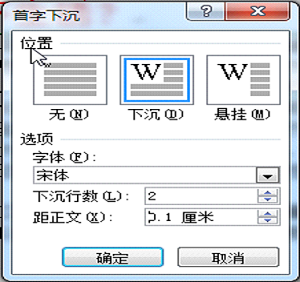 首字下沉
位置
W
W
无(N)
下沉(D)
悬挂(M)
选项
字体(F):
宋体
下沉行数(L):
2
距正文(X):
0.1 厘米
确定
取消